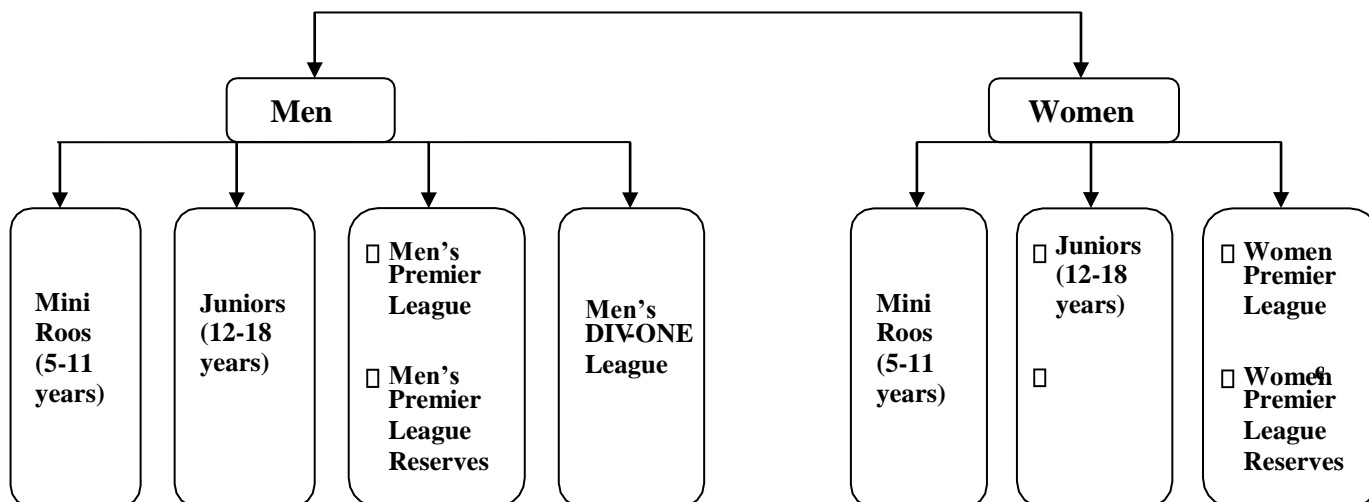 Men
Women
Mini
Roos
(5-11
years)
Juniors
(12-18
years)
Men’s
Premier
League
Men’s
Premier
League
Reserves
Men’s
DIV-ONE
League
Mini
Roos
(5-11
years)
Juniors
(12-18
years)
Women
Premier
League
Women
Premier
League
Reserves